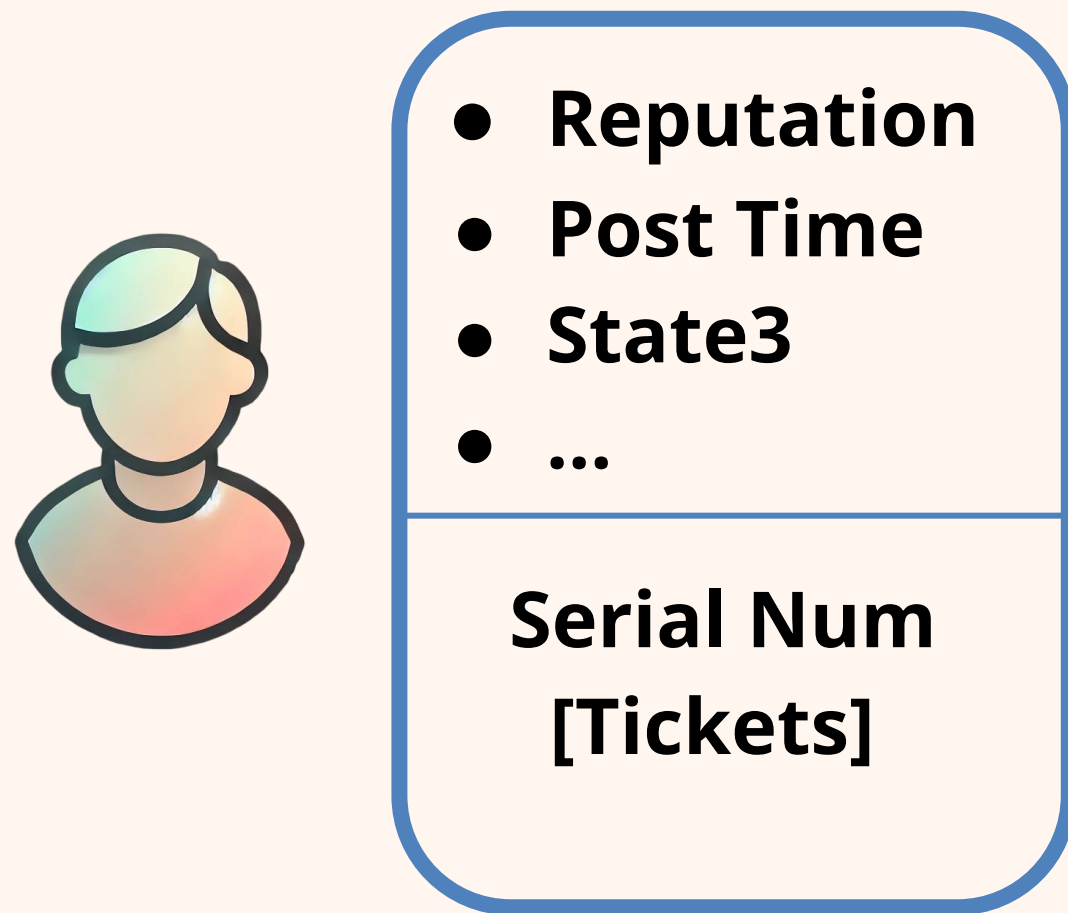 ● Reputation
● Post Time
● State3
● ...
Serial Num
[Tickets]